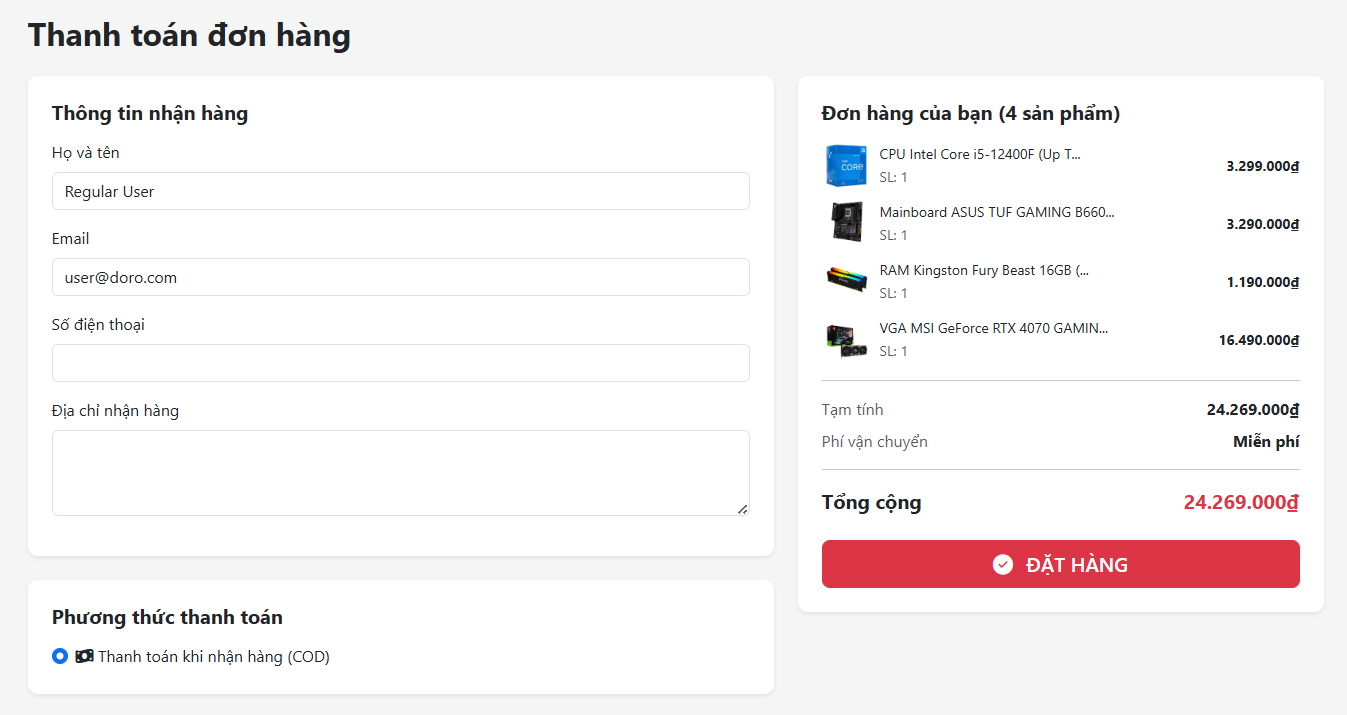 Thanh toán đơn hàng
Thông tin nhận hàng
Họ và tên
Regular User
Email
user@doro.com
Số điện thoại
Địa chỉ nhận hàng
Phương thức thanh toán
Thanh toán khi nhận hàng (COD)
Đơn hàng của bạn (4 sản phẩm)
CPU Intel Core i5-12400F (Up T...
SL: 1
3.299.000₫
Mainboard ASUS TUF GAMING B660...
SL: 1
3.290.000₫
RAM Kingston Fury Beast 16GB (...
SL: 1
1.190.000₫
VGA MSI GeForce RTX 4070 GAMIN...
SL: 1
16.490.000₫
Tạm tính 24.269.000₫
Phí vận chuyển Miễn phí
Tổng cộng 24.269.000₫
ĐẶT HÀNG